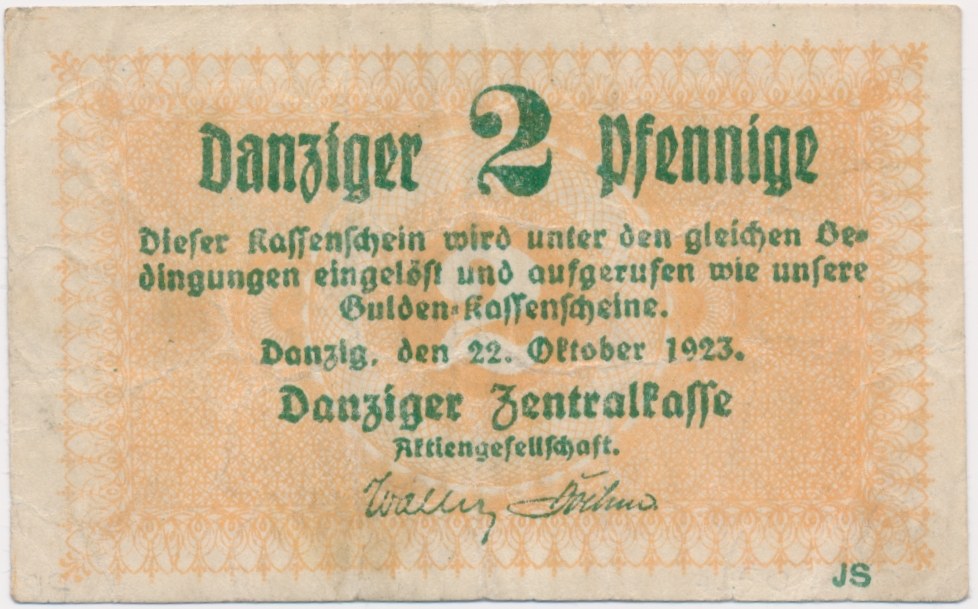 Danziger 2 Pfennige
Dieser Kassenschein wird unter den gleichen Be-
dingungen eingelöst und aufgerufen wie unsere
Gulden-Kassenscheine.
Danzig, den 22. Oktober 1923.
Danziger Zentralkasse
Aktiengesellschaft.
2
JS